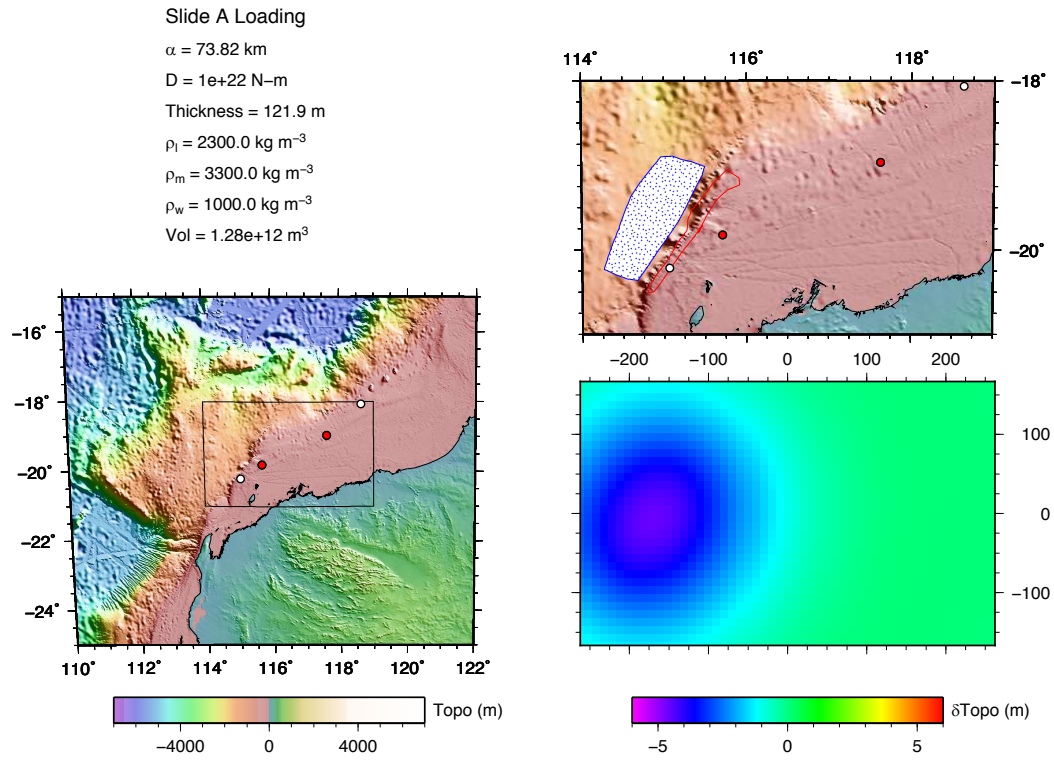 Slide A Loading
α = 73.82 km
D = 1e+22 N−m
Thickness = 121.9 m
ρl = 2300.0 kg m⁻³
ρm = 3300.0 kg m⁻³
ρw = 1000.0 kg m⁻³
Vol = 1.28e+12 m³
114° 116° 118°
−18°
−20°
−16°
−18°
−20°
−22°
−24°
110° 112° 114° 116° 118° 120° 122°
−200 −100 0 100 200
100
0
−100
Topo (m)
−4000 0 4000
δTopo (m)
−5 0 5